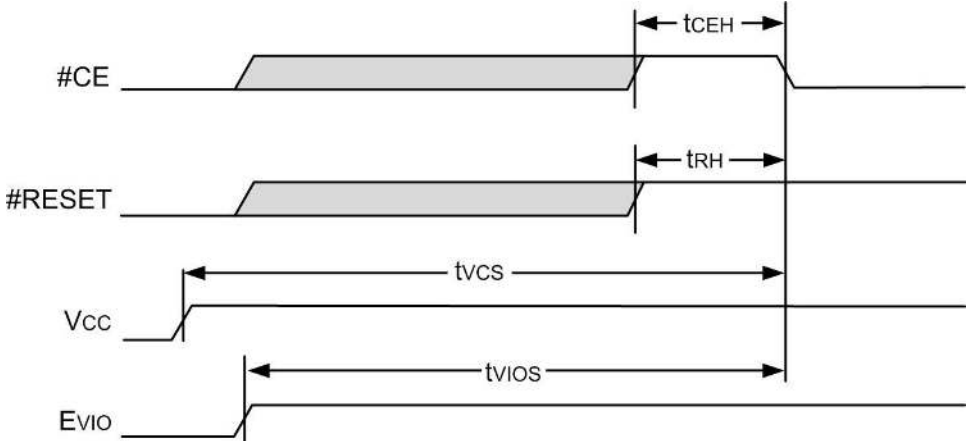 tCEH
#CE
tRH
#RESET
tVCS
VCC
tVIOS
EVIO